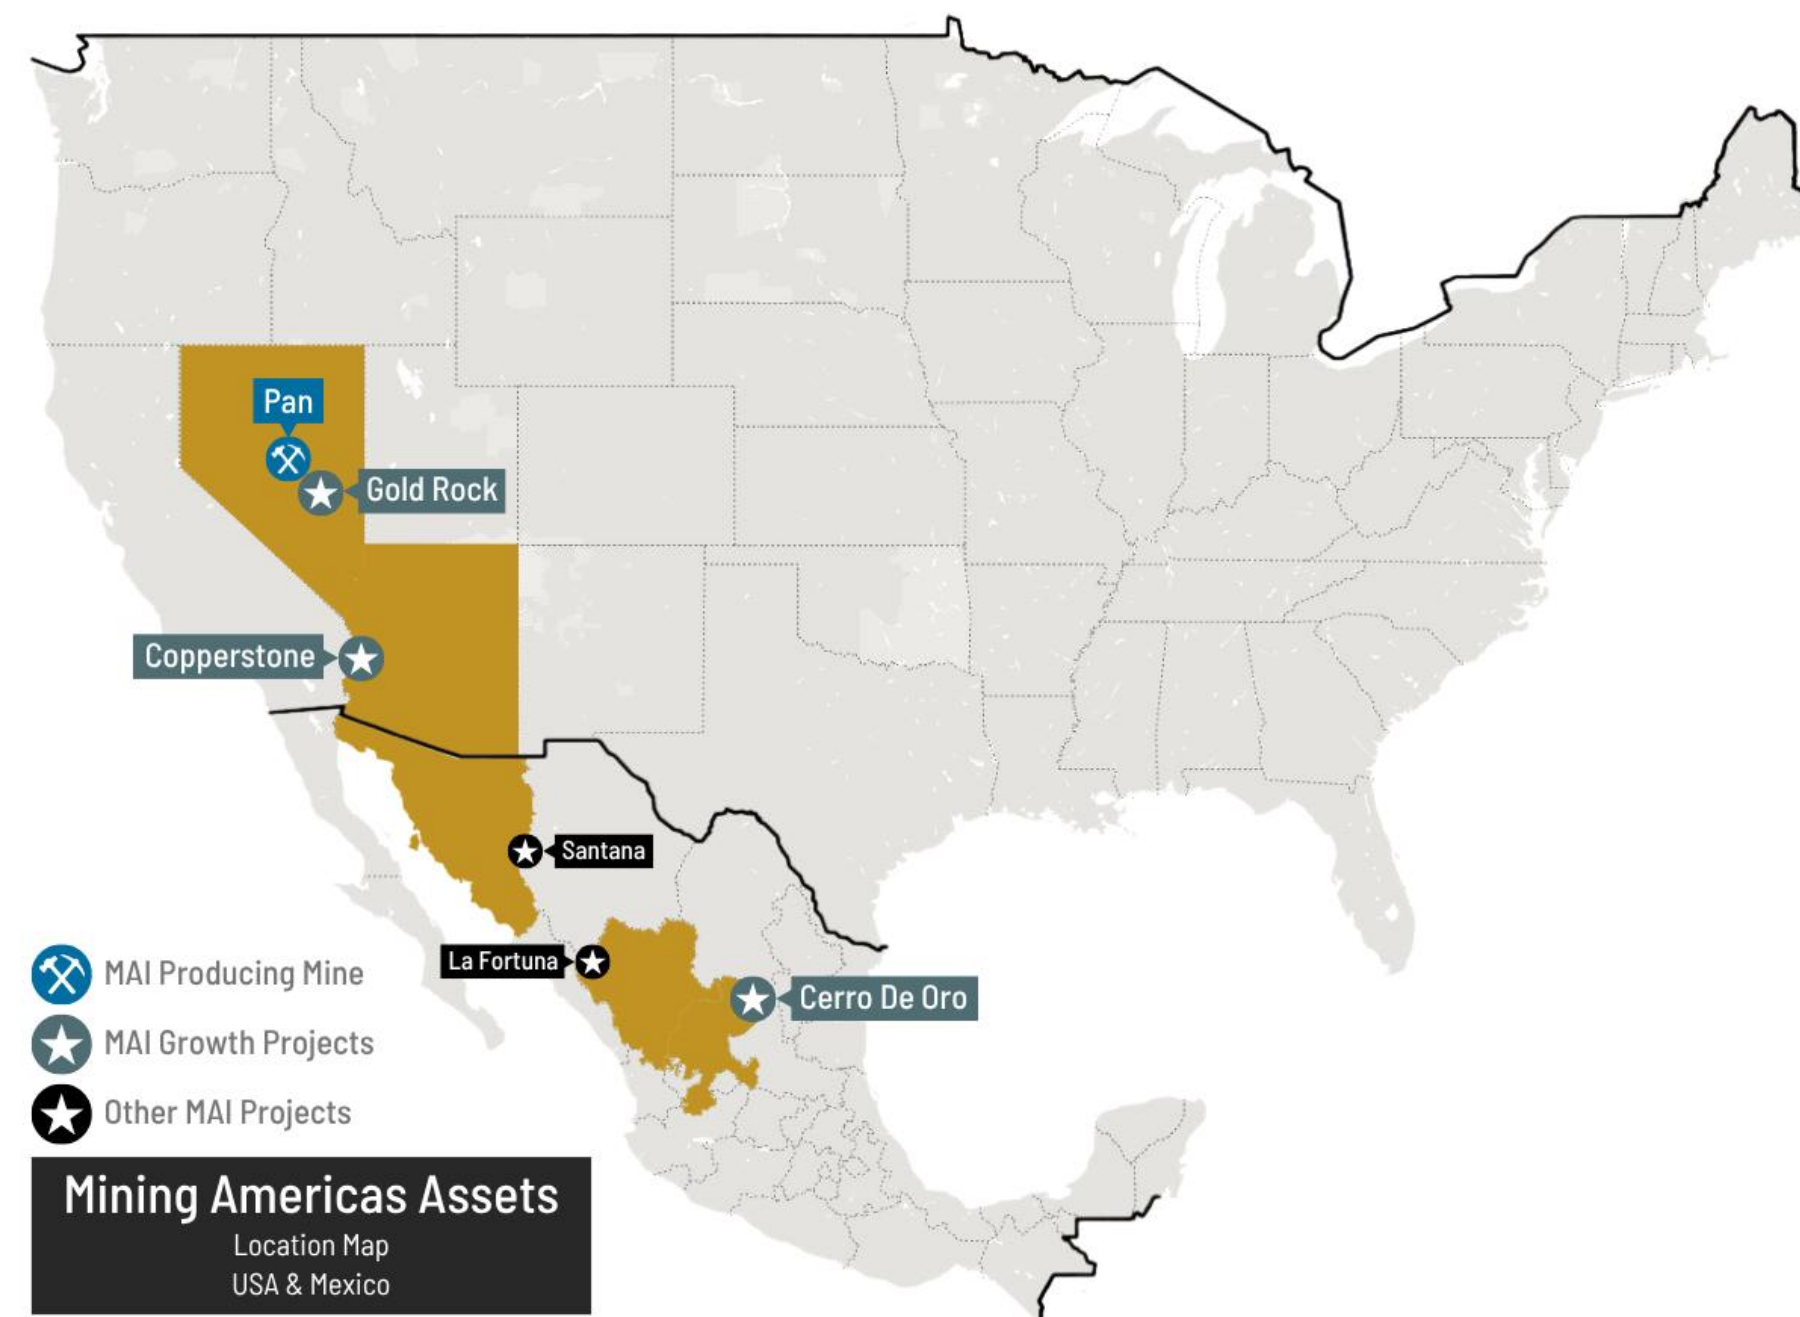 Pan
Gold Rock
Copperstone
Santana
La Fortuna
Cerro De Oro
MAI Producing Mine
MAI Growth Projects
Other MAI Projects
Mining Americas Assets
Location Map
USA & Mexico